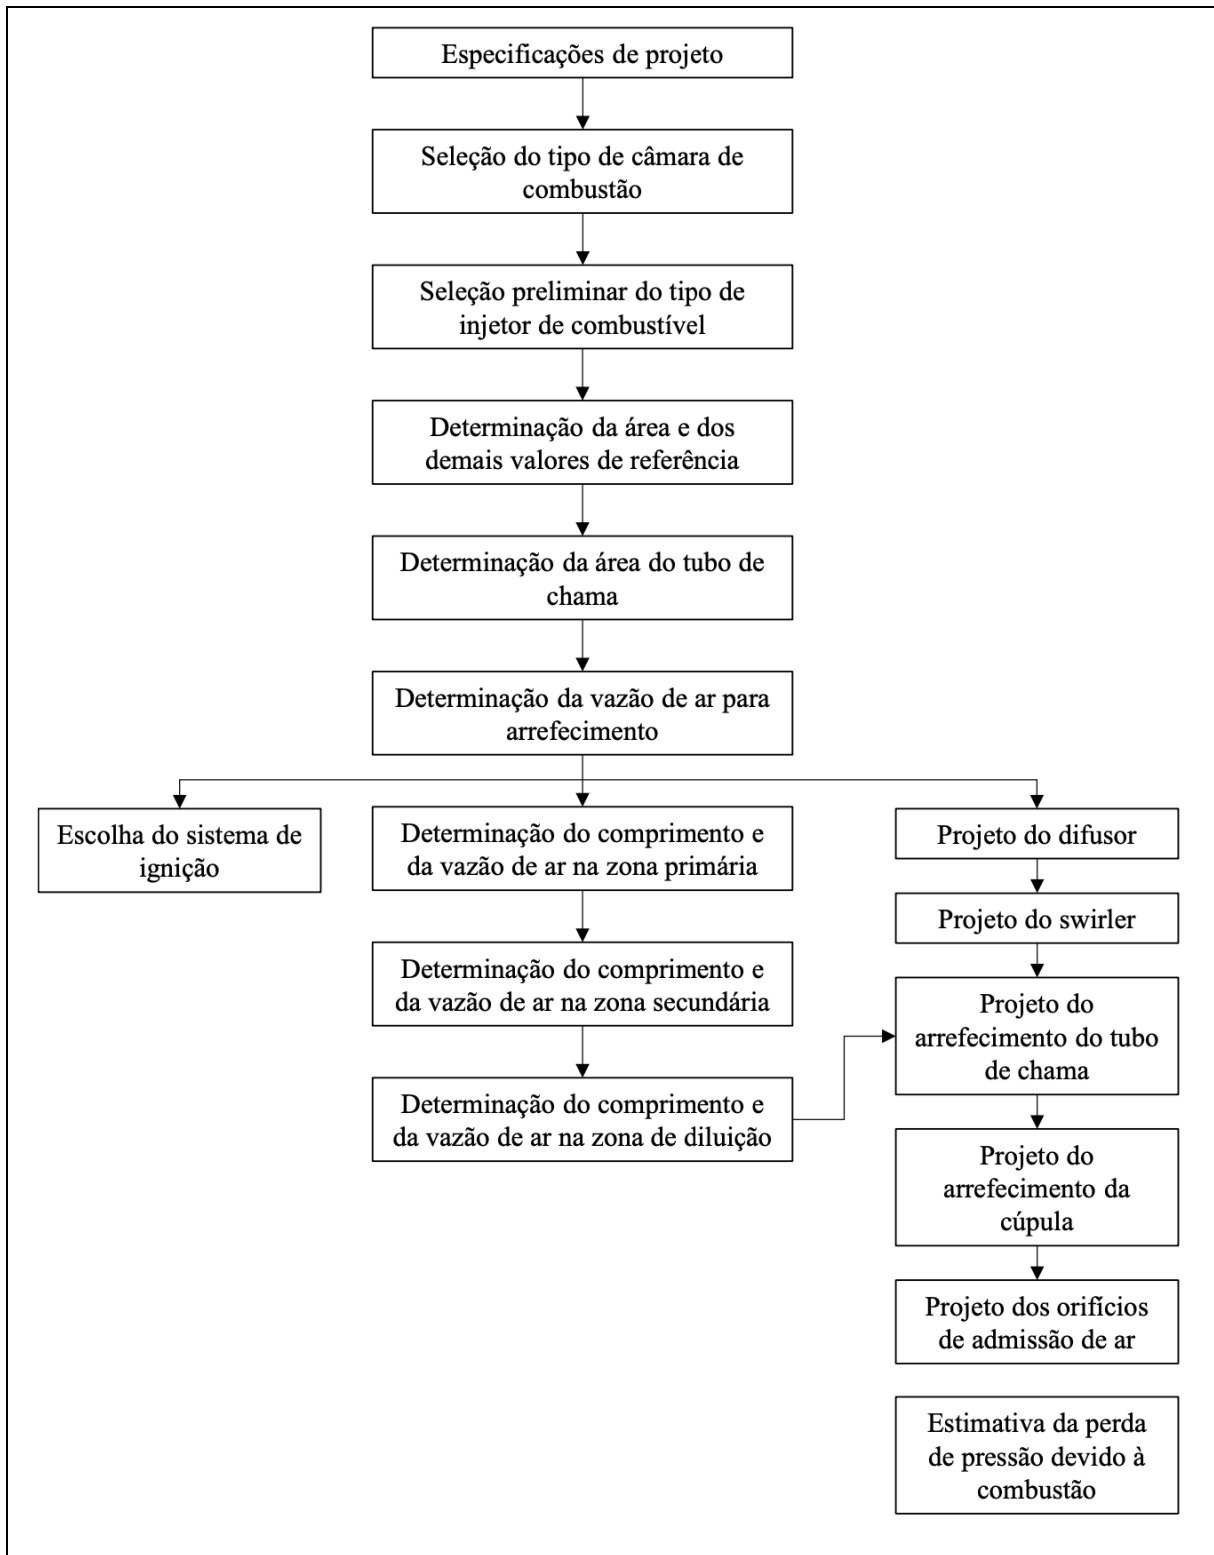 Especificações de projeto
Seleção do tipo de câmara de
combustão
Seleção preliminar do tipo de
injetor de combustível
Determinação da área e dos
demais valores de referência
Determinação da área do tubo de
chama
Determinação da vazão de ar para
arrefecimento
Escolha do sistema de
ignição
Determinação do comprimento e
da vazão de ar na zona primária
Determinação do comprimento e
da vazão de ar na zona secundária
Determinação do comprimento e
da vazão de ar na zona de diluição
Projeto do difusor
Projeto do swirler
Projeto do
arrefecimento do tubo
de chama
Projeto do
arrefecimento da
cúpula
Projeto dos orifícios
de admissão de ar
Estimativa da perda
de pressão devido à
combustão